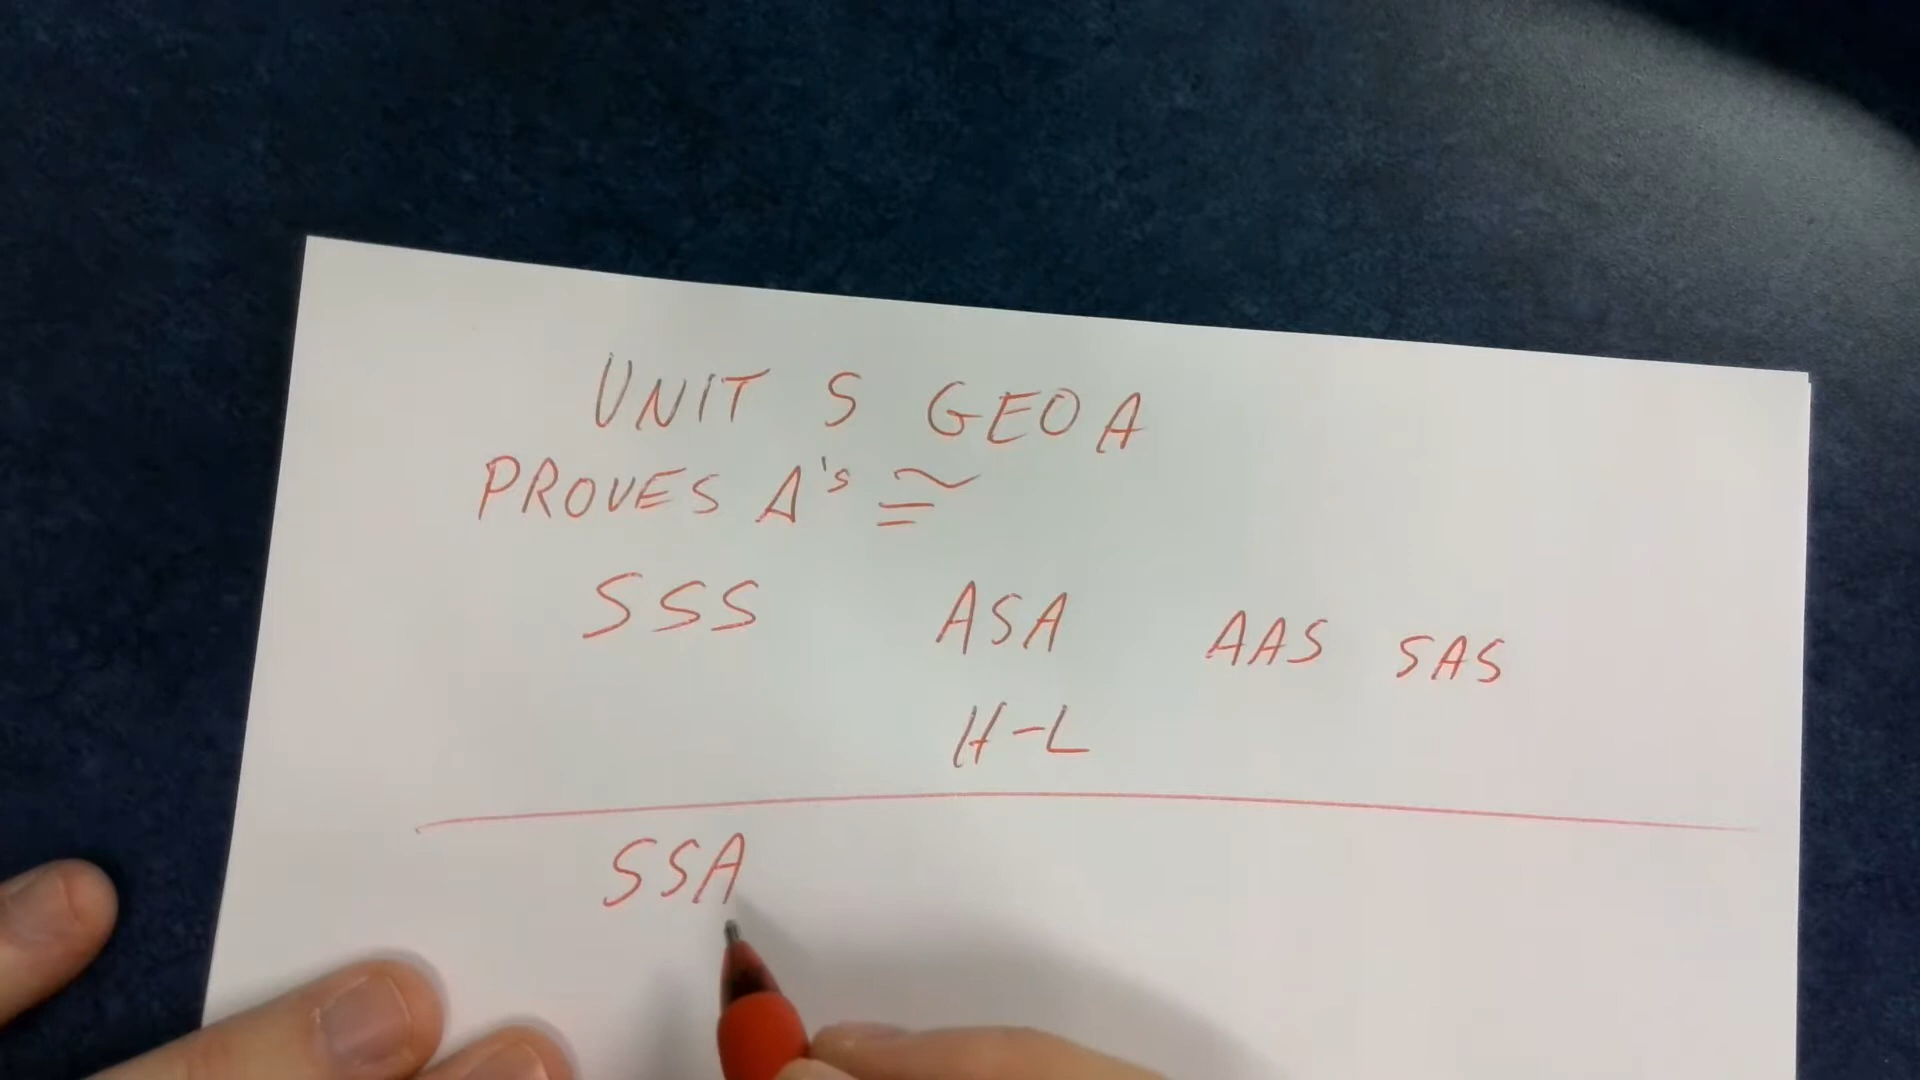 UNIT 5 GEO A
PROVES Δ's ≅
SSS ASA AAS SAS
H-L
SSA